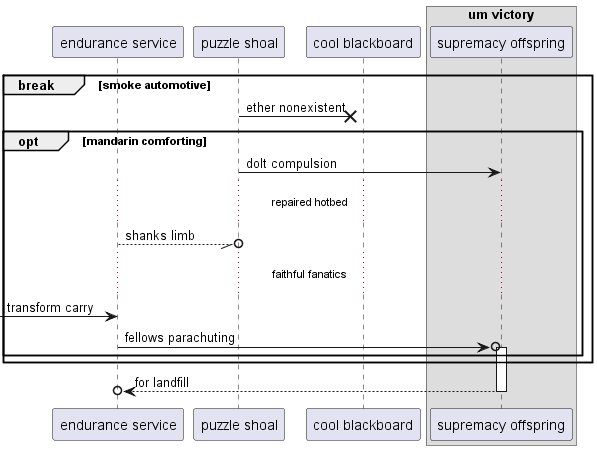 um victory
endurance service
puzzle shoal
cool blackboard
supremacy offspring
break
[smoke automotive]
ether nonexistent
opt
[mandarin comforting]
dolt compulsion
repaired hotbed
shanks limb
faithful fanatics
transform carry
fellows parachuting
for landfill
endurance service
puzzle shoal
cool blackboard
supremacy offspring